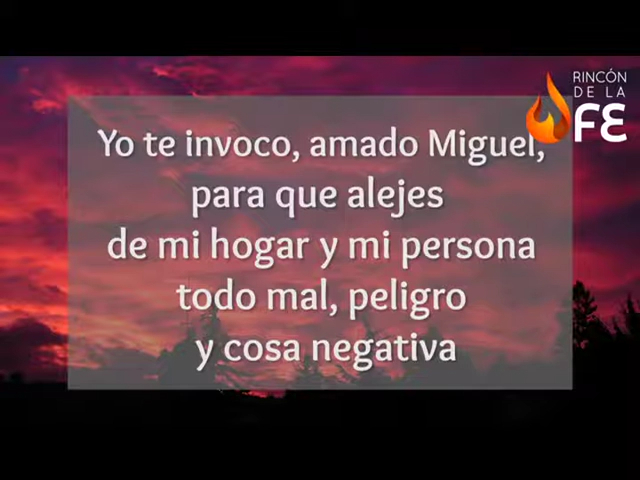 RINCÓN
DE LA
FE
Yo te invoco, amado Miguel,
para que alejes
de mi hogar y mi persona
todo mal, peligro
y cosa negativa